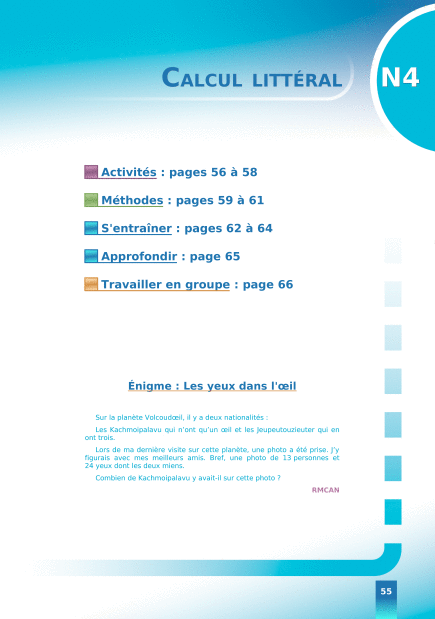 CALCUL LITTÉRAL
N4
Activités : pages 56 à 58
Méthodes : pages 59 à 61
S'entraîner : pages 62 à 64
Approfondir : page 65
Travailler en groupe : page 66
Énigme : Les yeux dans l'œil
Sur la planète Volcoudœil, il y a deux nationalités :
Les Kachmoipalavu qui n'ont qu'un œil et les Jeupeutouzieuter qui en
ont trois.
Lors de ma dernière visite sur cette planète, une photo a été prise. J'y
figurais avec mes meilleurs amis. Bref, une photo de 13 personnes et
24 yeux dont les deux miens.
Combien de Kachmoipalavu y avait-il sur cette photo ?
RMCAN
55